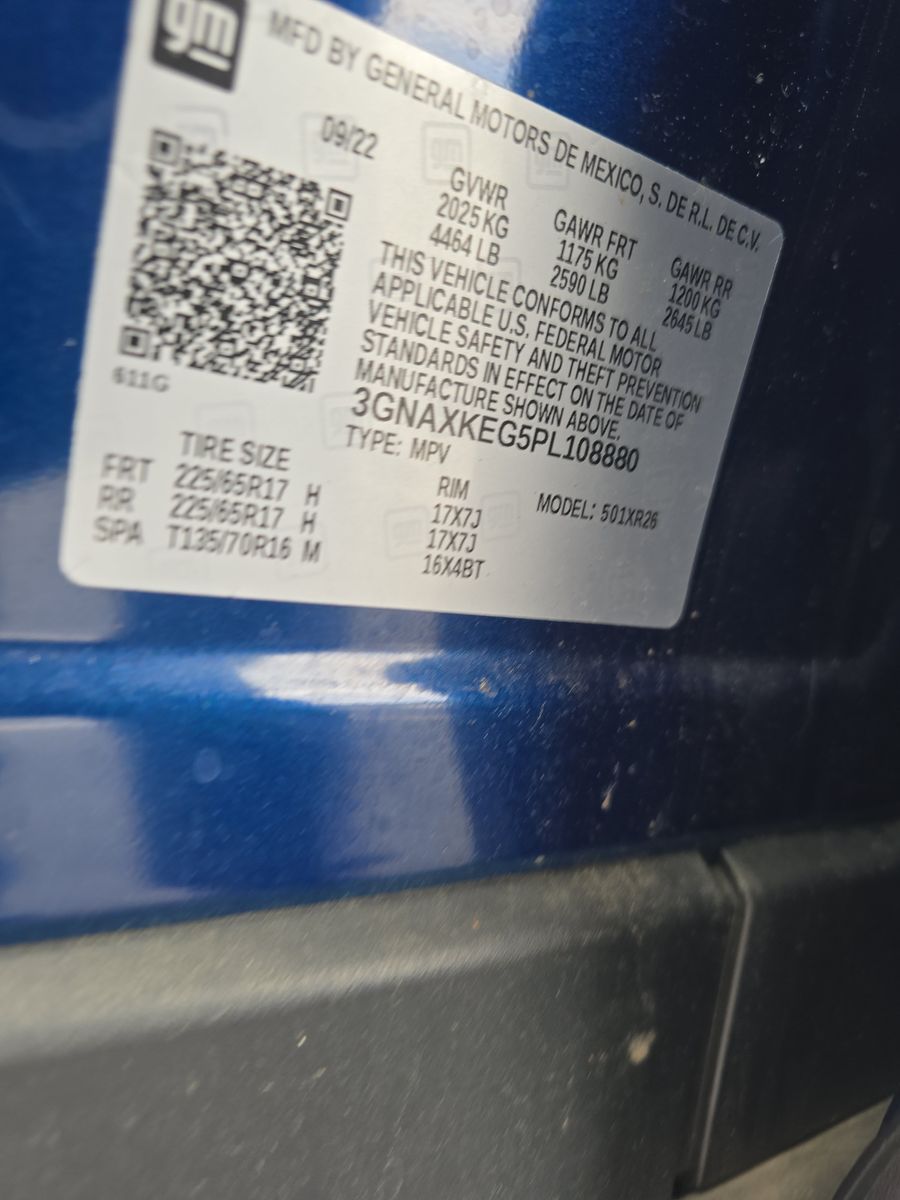 gm
MFD BY GENERAL MOTORS DE MEXICO, S. DE R.L. DE C.V.
09/22
GVWR GAWR FRT GAWR RR
2025 KG 1175 KG 1200 KG
4464 LB 2590 LB 2645 LB
THIS VEHICLE CONFORMS TO ALL
APPLICABLE U.S. FEDERAL MOTOR
VEHICLE SAFETY AND THEFT PREVENTION
STANDARDS IN EFFECT ON THE DATE OF
MANUFACTURE SHOWN ABOVE.
611G
3GNAXKEG5PL108880
TYPE: MPV MODEL: 501XR26
TIRE SIZE RIM
FRT 225/65R17 H 17X7J
RR 225/65R17 H 17X7J
SPA T135/70R16 M 16X4BT